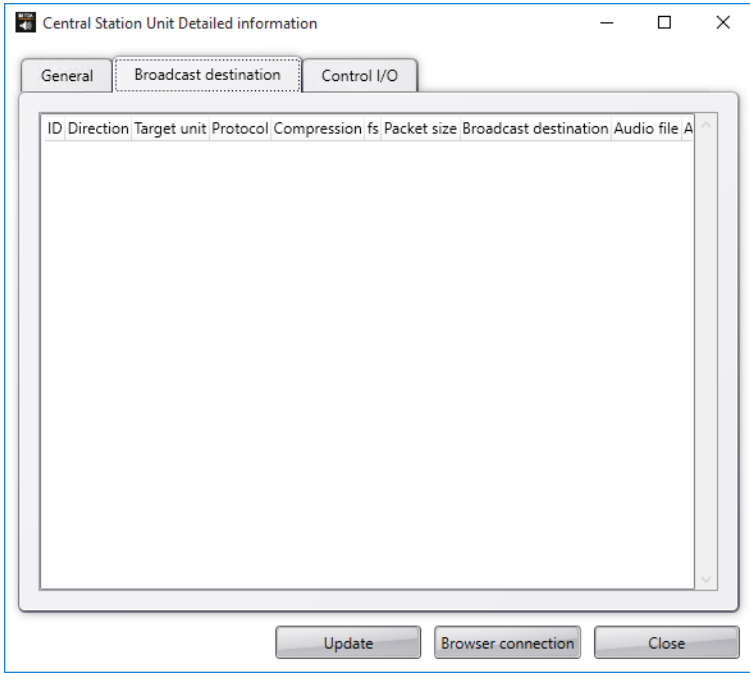 Central Station Unit Detailed information
General Broadcast destination Control I/O
ID Direction Target unit Protocol Compression fs Packet size Broadcast destination Audio file A
Update Browser connection Close